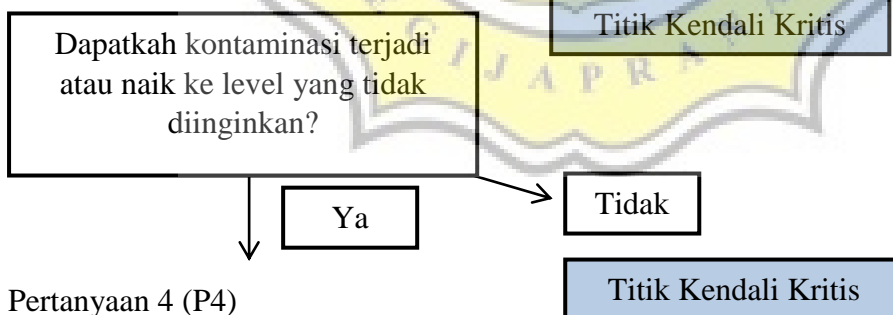 Titik Kendali Kritis
Dapatkah kontaminasi terjadi
atau naik ke level yang tidak
diinginkan?
Ya
Tidak
Titik Kendali Kritis
Pertanyaan 4 (P4)